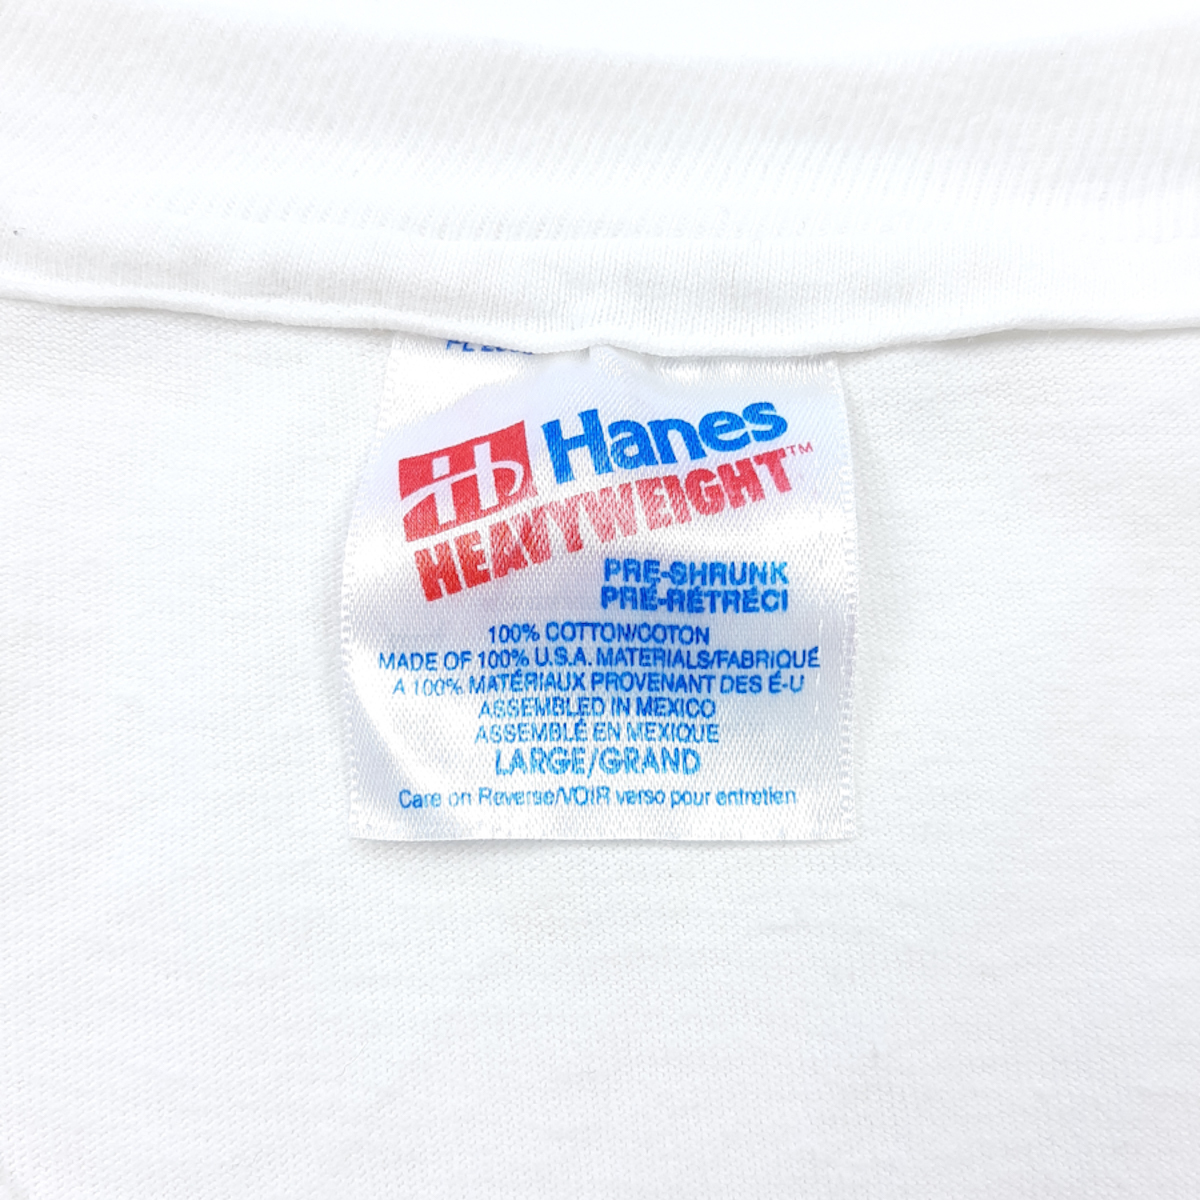 Hanes
HEAVYWEIGHT™
PRE-SHRUNK
PRÉ-RÉTRÉCI
100% COTTON/COTON
MADE OF 100% U.S.A. MATERIALS/FABRIQUÉ
A 100% MATÉRIAUX PROVENANT DES É-U
ASSEMBLED IN MEXICO
ASSEMBLÉ EN MEXIQUE
LARGE/GRAND
Care on Reverse/VOIR verso pour entretien